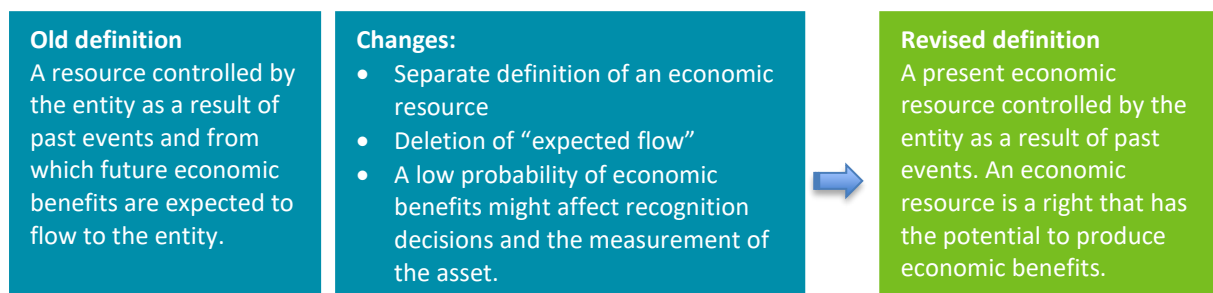 Old definition
A resource controlled by
the entity as a result of
past events and from
which future economic
benefits are expected to
flow to the entity.
Changes:
• Separate definition of an economic
resource
• Deletion of “expected flow”
• A low probability of economic
benefits might affect recognition
decisions and the measurement of
the asset.
Revised definition
A present economic
resource controlled by the
entity as a result of past
events. An economic
resource is a right that has
the potential to produce
economic benefits.